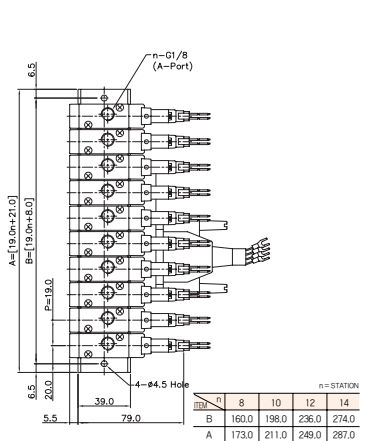 n-G1/8
(A-Port)
6.5
A=[19.0n+21.0]
B=[19.0n+8.0]
P=19.0
20.0
6.5
4-ø4.5 Hole
39.0
5.5
79.0
n = STATION
ITEM n 8 10 12 14
B 160.0 198.0 236.0 274.0
A 173.0 211.0 249.0 287.0